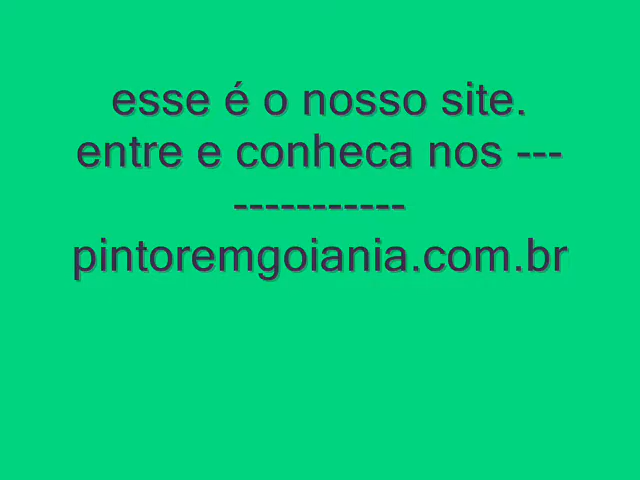 esse é o nosso site.
entre e conheca nos ---
-----------
pintoremgoiania.com.br